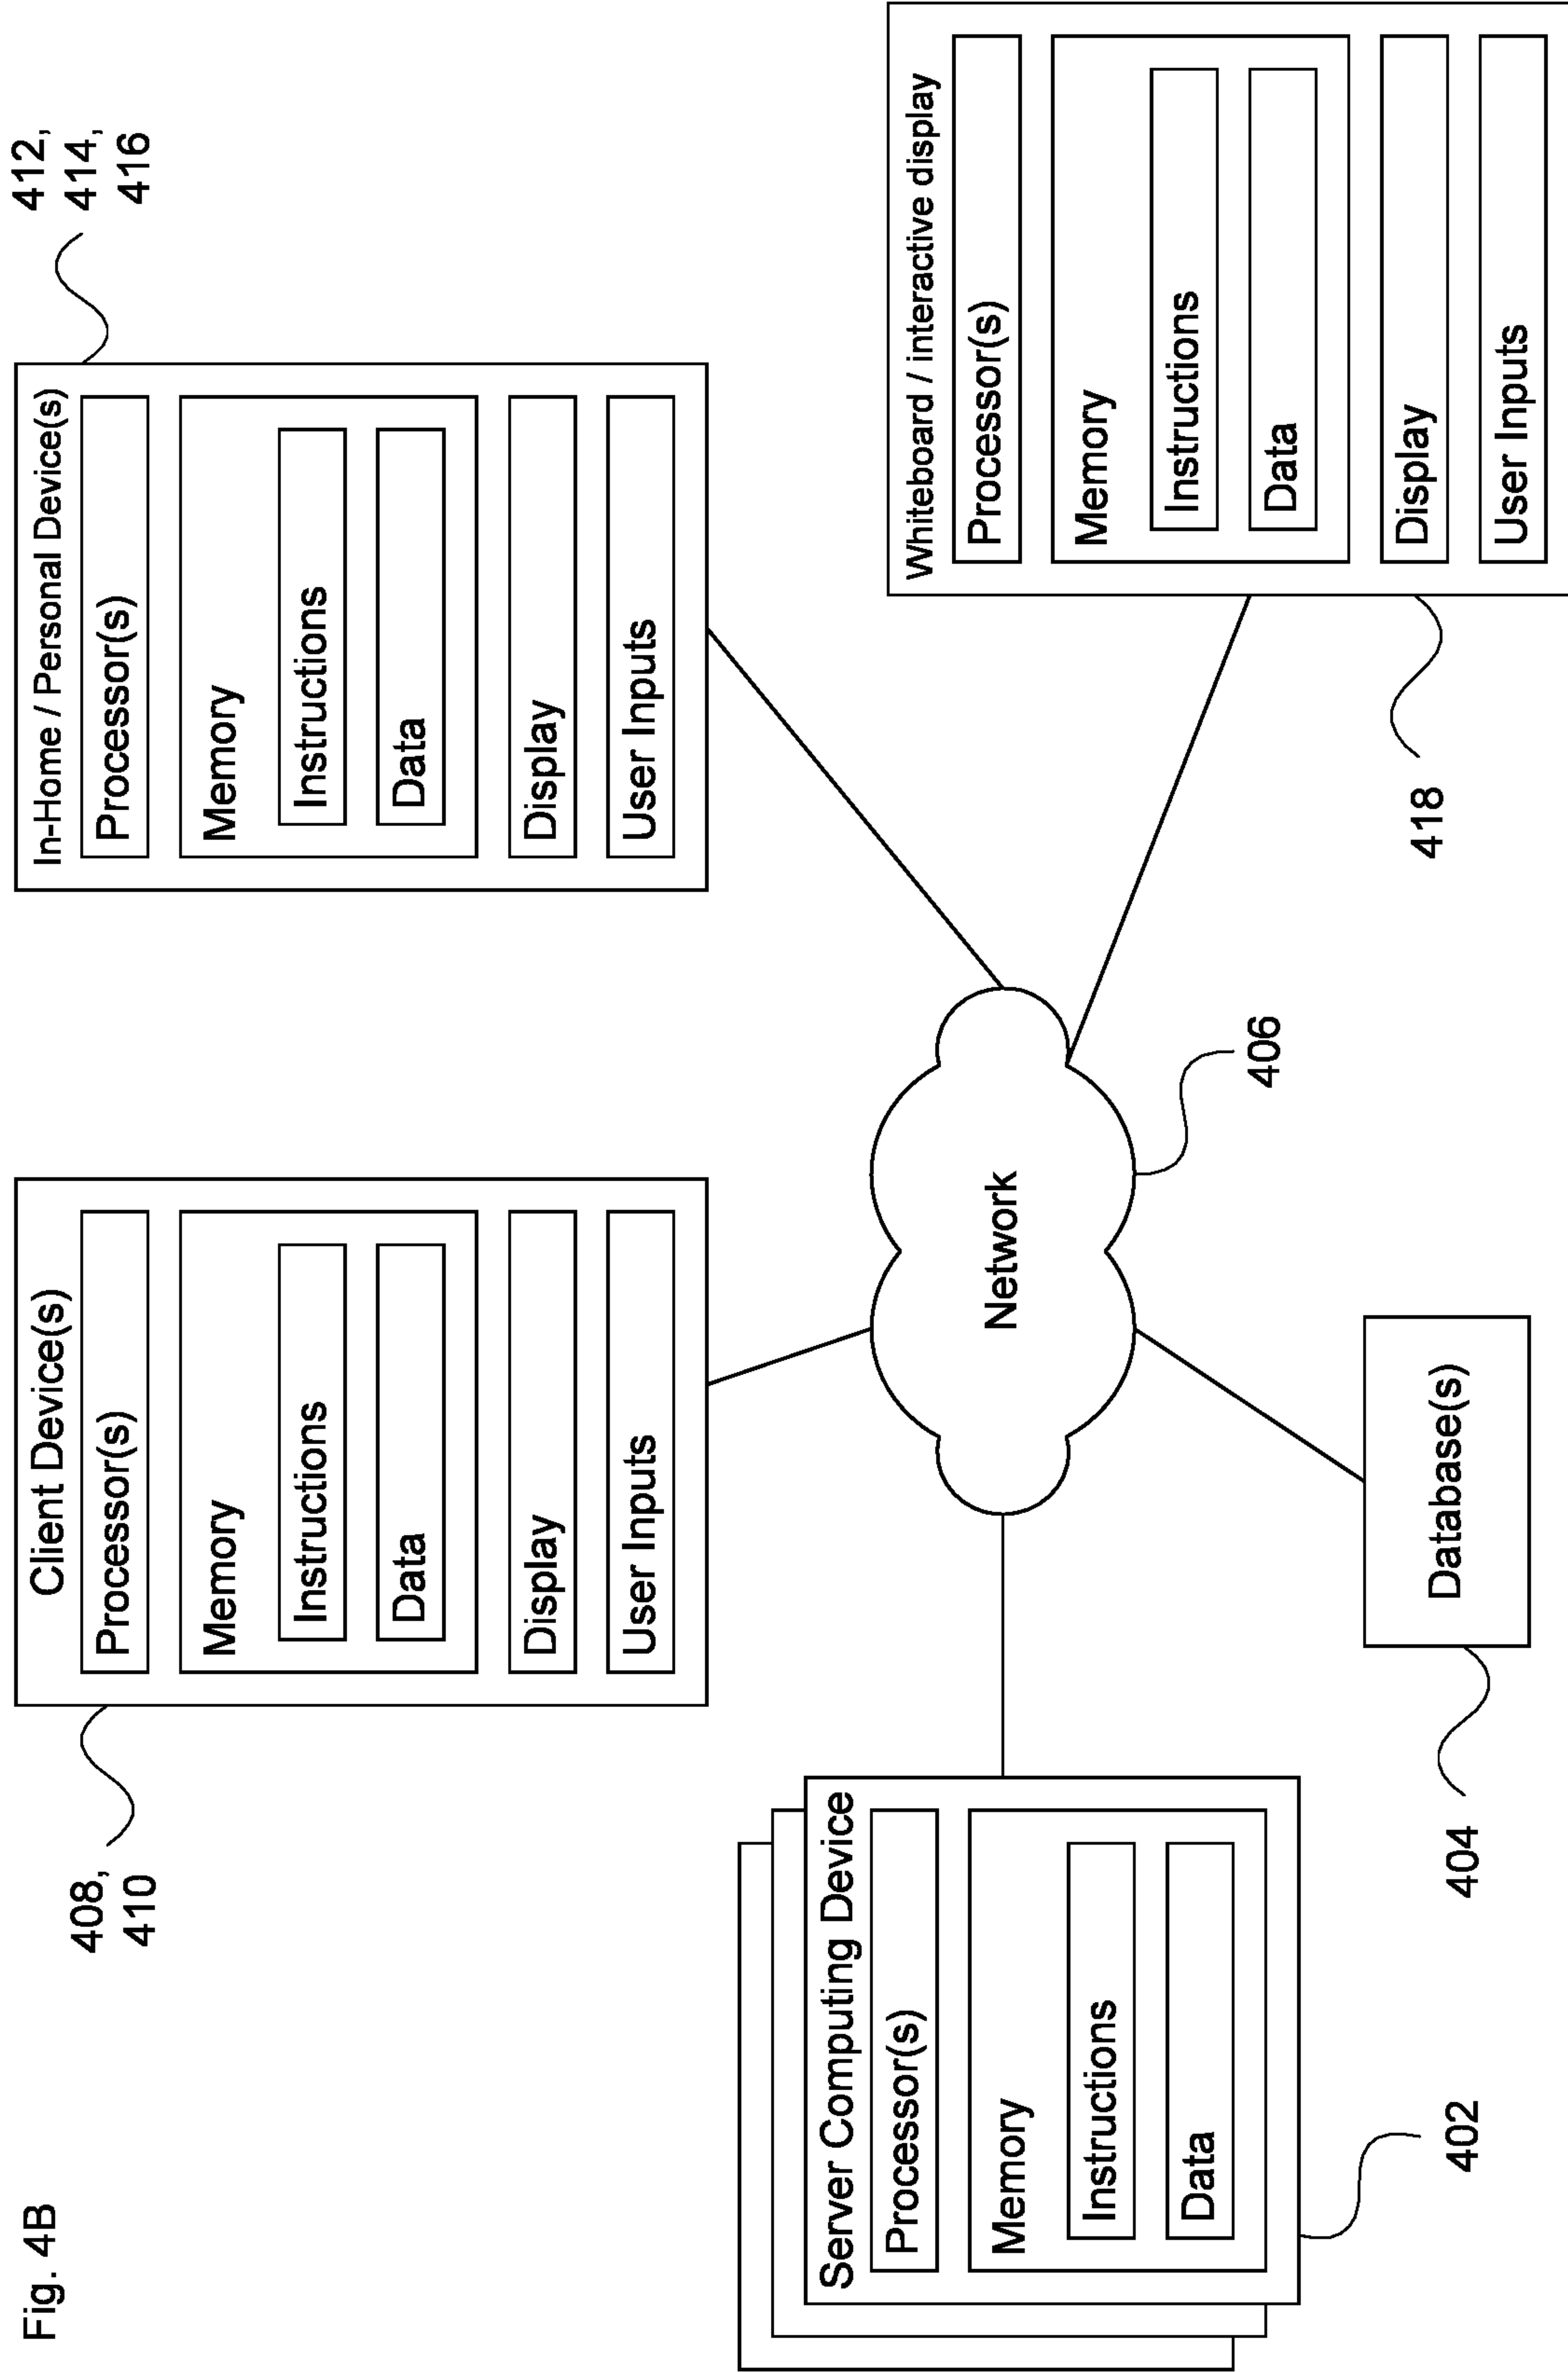 Fig. 4B
408,
410
Client Device(s)
Processor(s)
Memory
Instructions
Data
Display
User Inputs
412,
414,
416
In-Home / Personal Device(s)
Processor(s)
Memory
Instructions
Data
Display
User Inputs
Server Computing Device
Processor(s)
Memory
Instructions
Data
402
Network
406
Database(s)
404
Whiteboard / interactive display
Processor(s)
Memory
Instructions
Data
Display
User Inputs
418